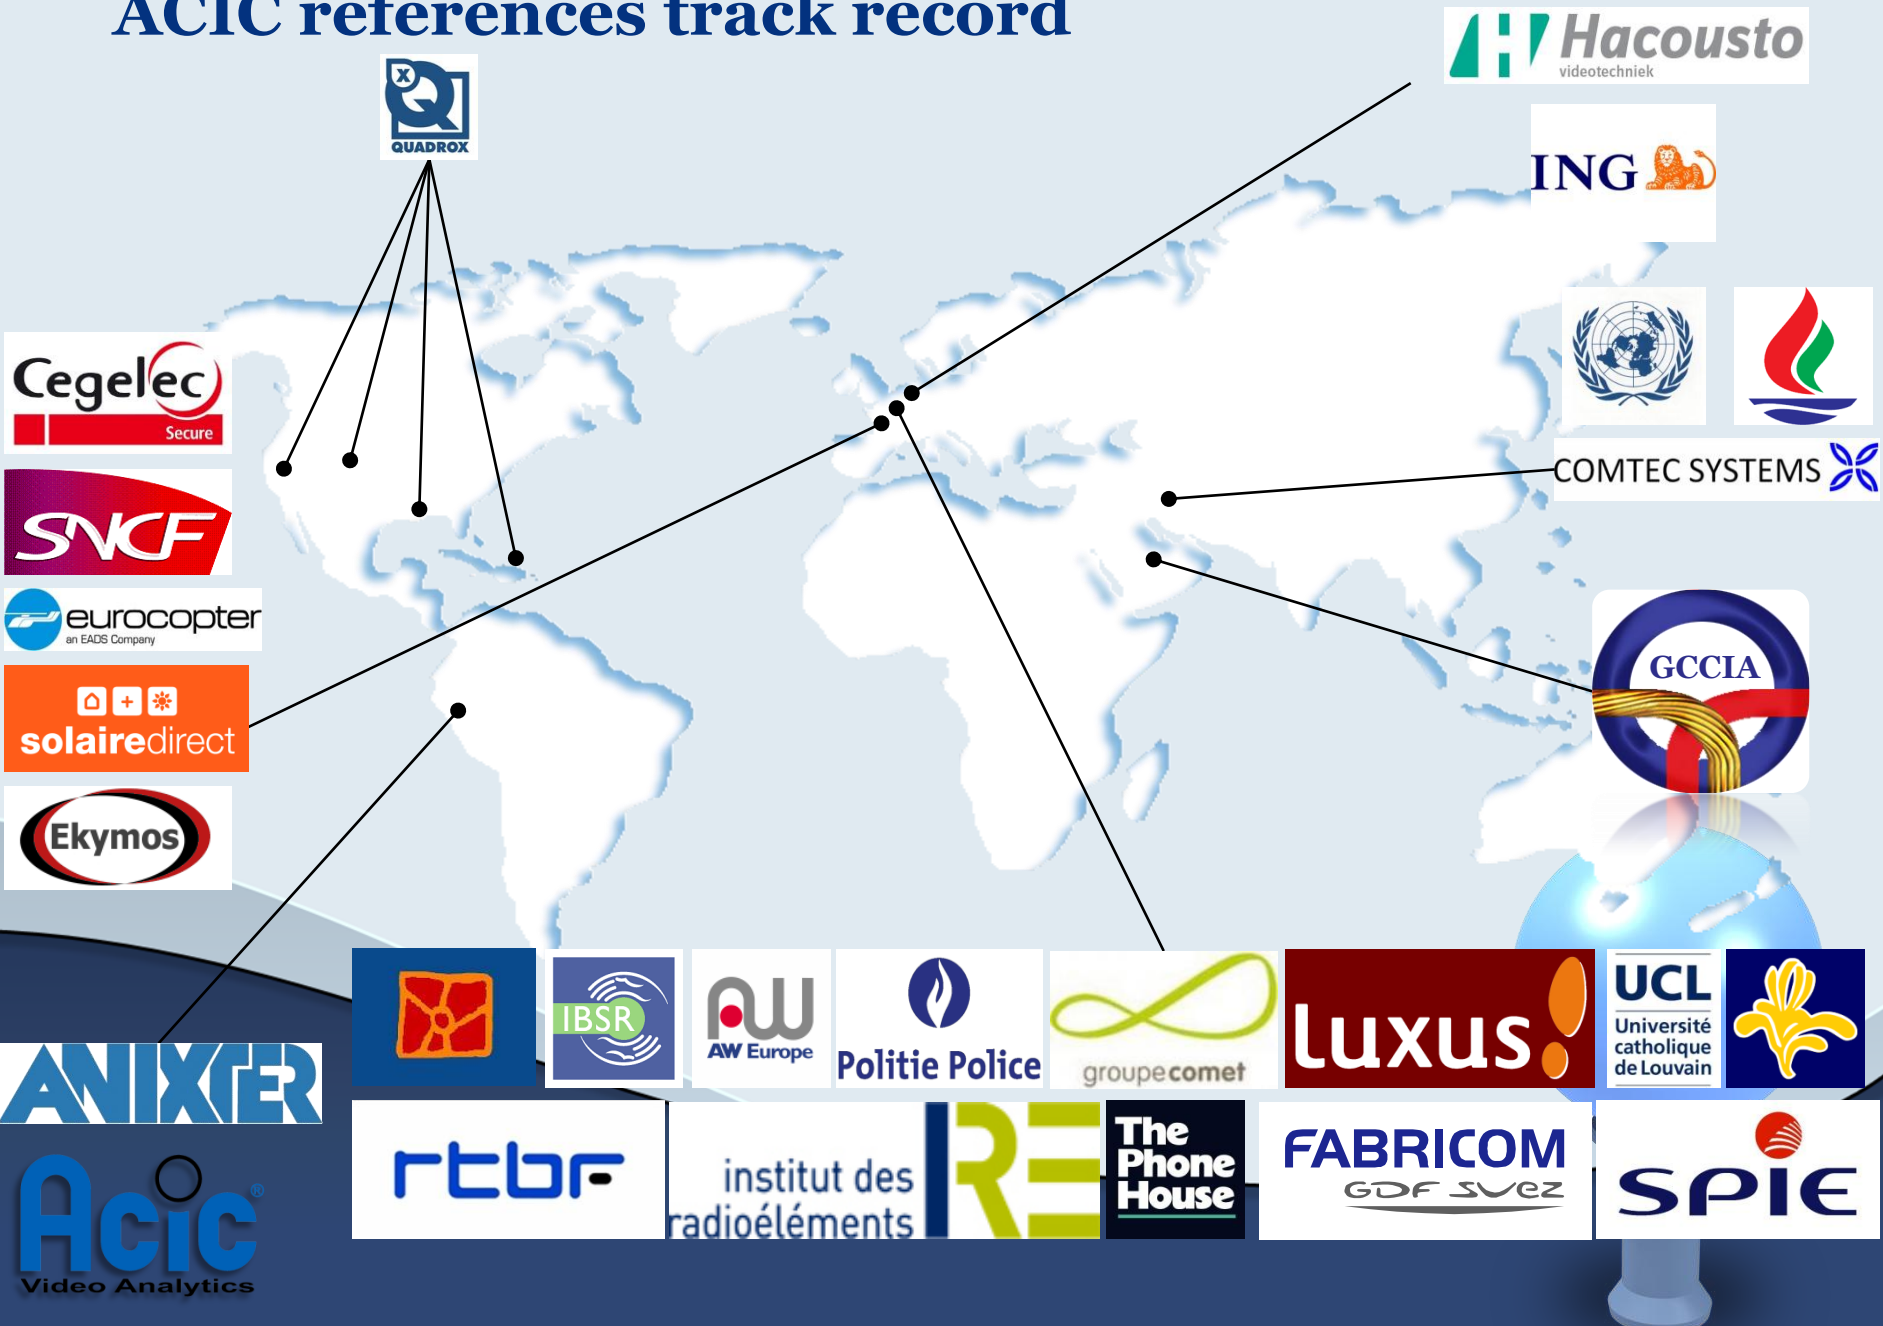 ACIC references track record
Hacousto
videotechniek
QUADROX
ING
Cegelec
Secure
COMTEC SYSTEMS
SNCF
eurocopter
an EADS Company
GCCIA
solairedirect
Ekymos
IBSR
AW
AW Europe
Politie Police
groupecomet
Luxus!
UCL
Université
catholique
de Louvain
ANIXTER
rtbf
institut des
radioéléments
IRE
The
Phone
House
FABRICOM
GDF SUEZ
SPIE
Acic®
Video Analytics